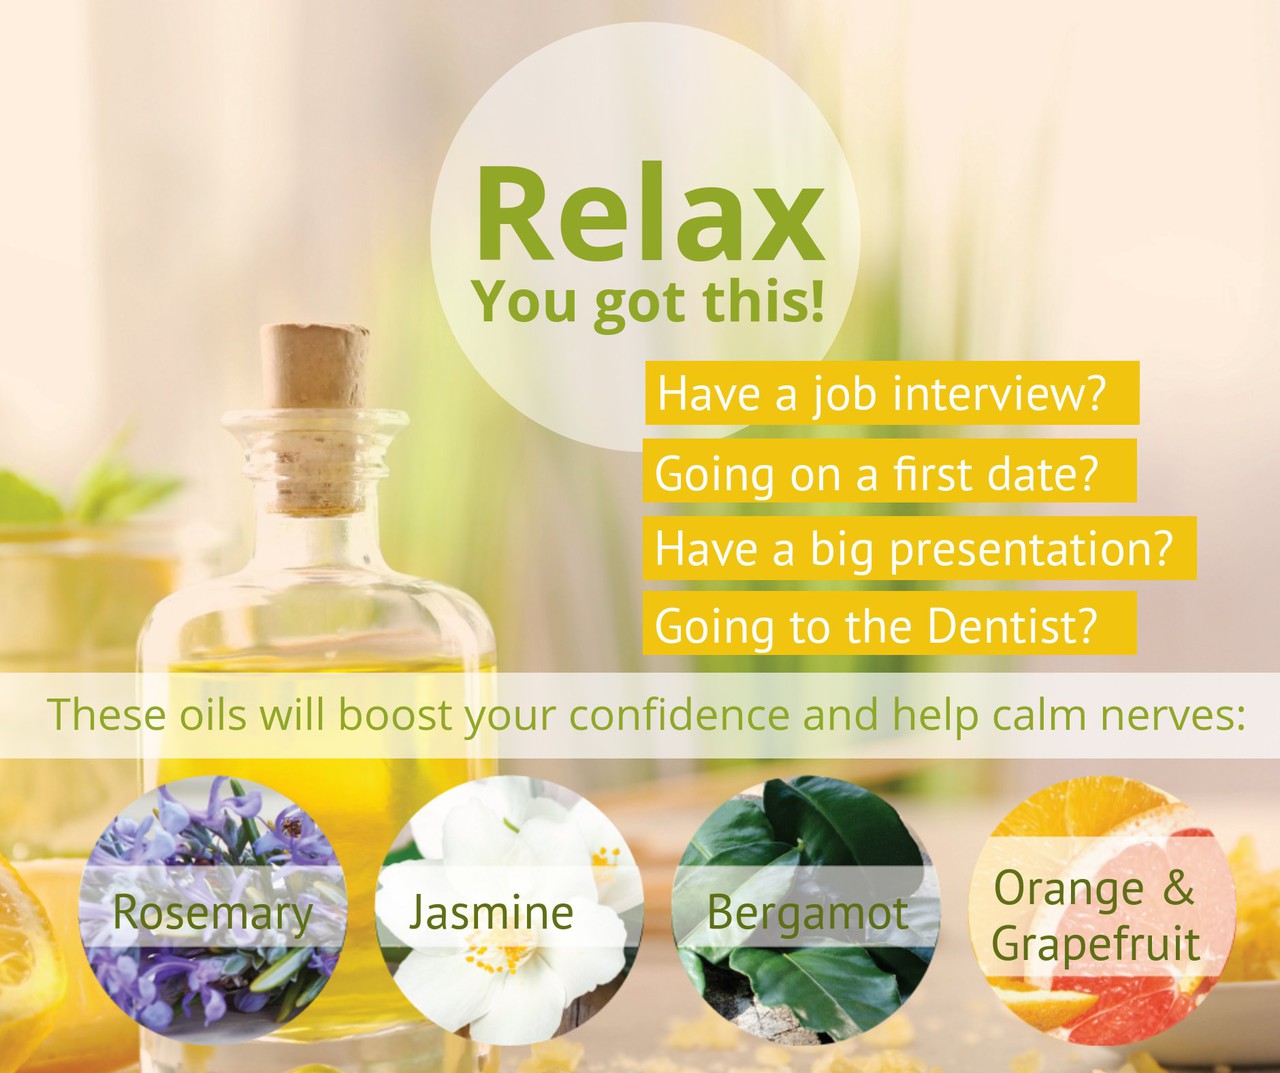 Relax
You got this!
Have a job interview?
Going on a first date?
Have a big presentation?
Going to the Dentist?
These oils will boost your confidence and help calm nerves:
Rosemary
Jasmine
Bergamot
Orange &
Grapefruit